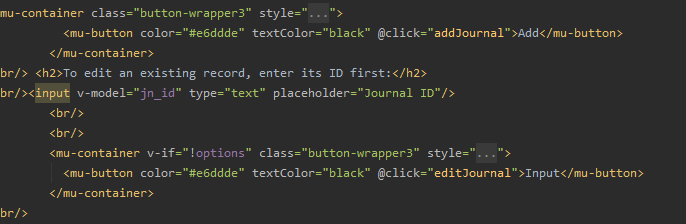 mu-container class="button-wrapper3" style="...">
<mu-button color="#e6ddde" textColor="black" @click="addJournal">Add</mu-button>
</mu-container>
br/> <h2>To edit an existing record, enter its ID first:</h2>
br/><input v-model="jn_id" type="text" placeholder="Journal ID"/>
<br/>
<br/>
<mu-container v-if="!options" class="button-wrapper3" style="...">
<mu-button color="#e6ddde" textColor="black" @click="editJournal">Input</mu-button>
</mu-container>
br/>